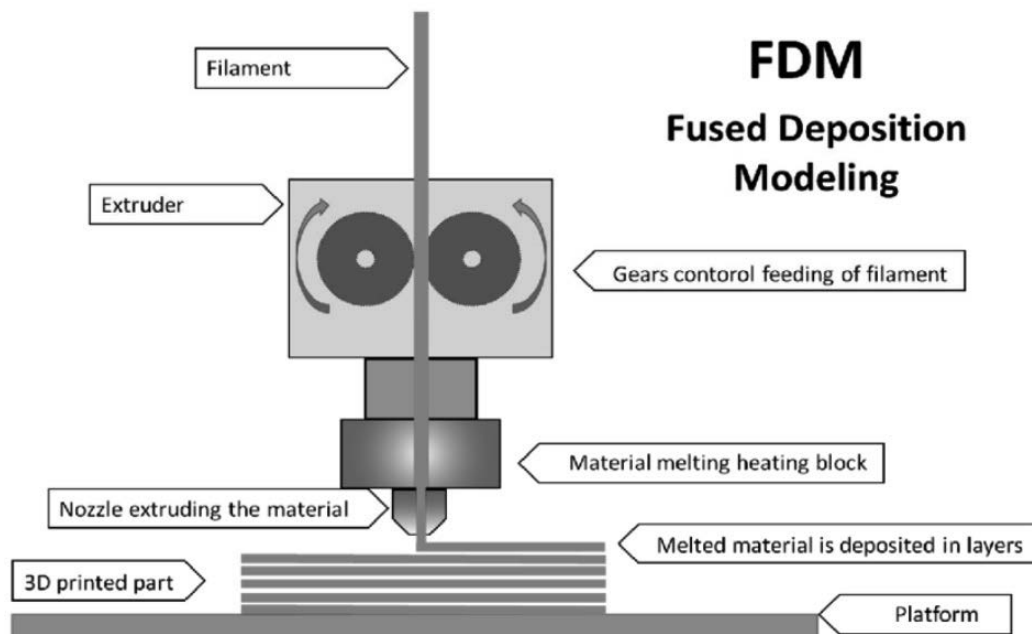 Filament
FDM
Fused Deposition
Modeling
Extruder
Gears contorol feeding of filament
Material melting heating block
Nozzle extruding the material
Melted material is deposited in layers
3D printed part
Platform